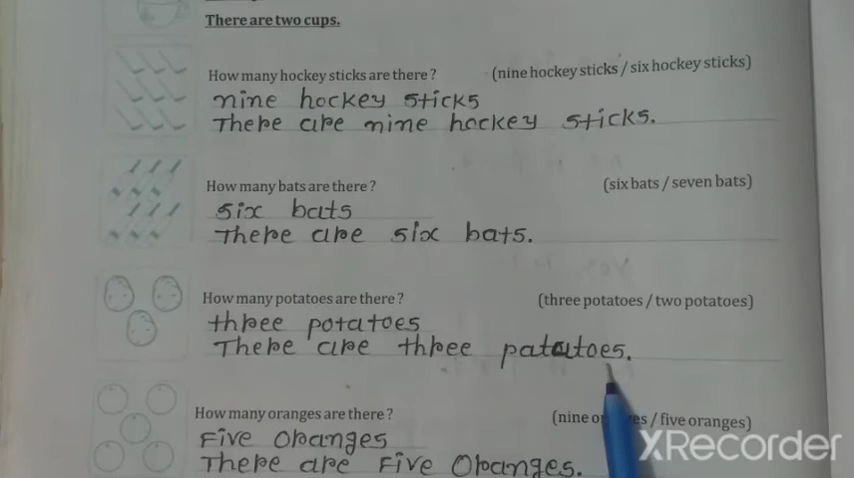 There are two cups.
How many hockey sticks are there ? (nine hockey sticks / six hockey sticks)
nine hockey sticks
There are nine hockey sticks.
How many bats are there ? (six bats / seven bats)
six bats
There are six bats.
How many potatoes are there ? (three potatoes / two potatoes)
three potatoes
There are three patatoes.
How many oranges are there ? (nine / five oranges)
Five Oranges
There are Five Oranges.
XRecorder